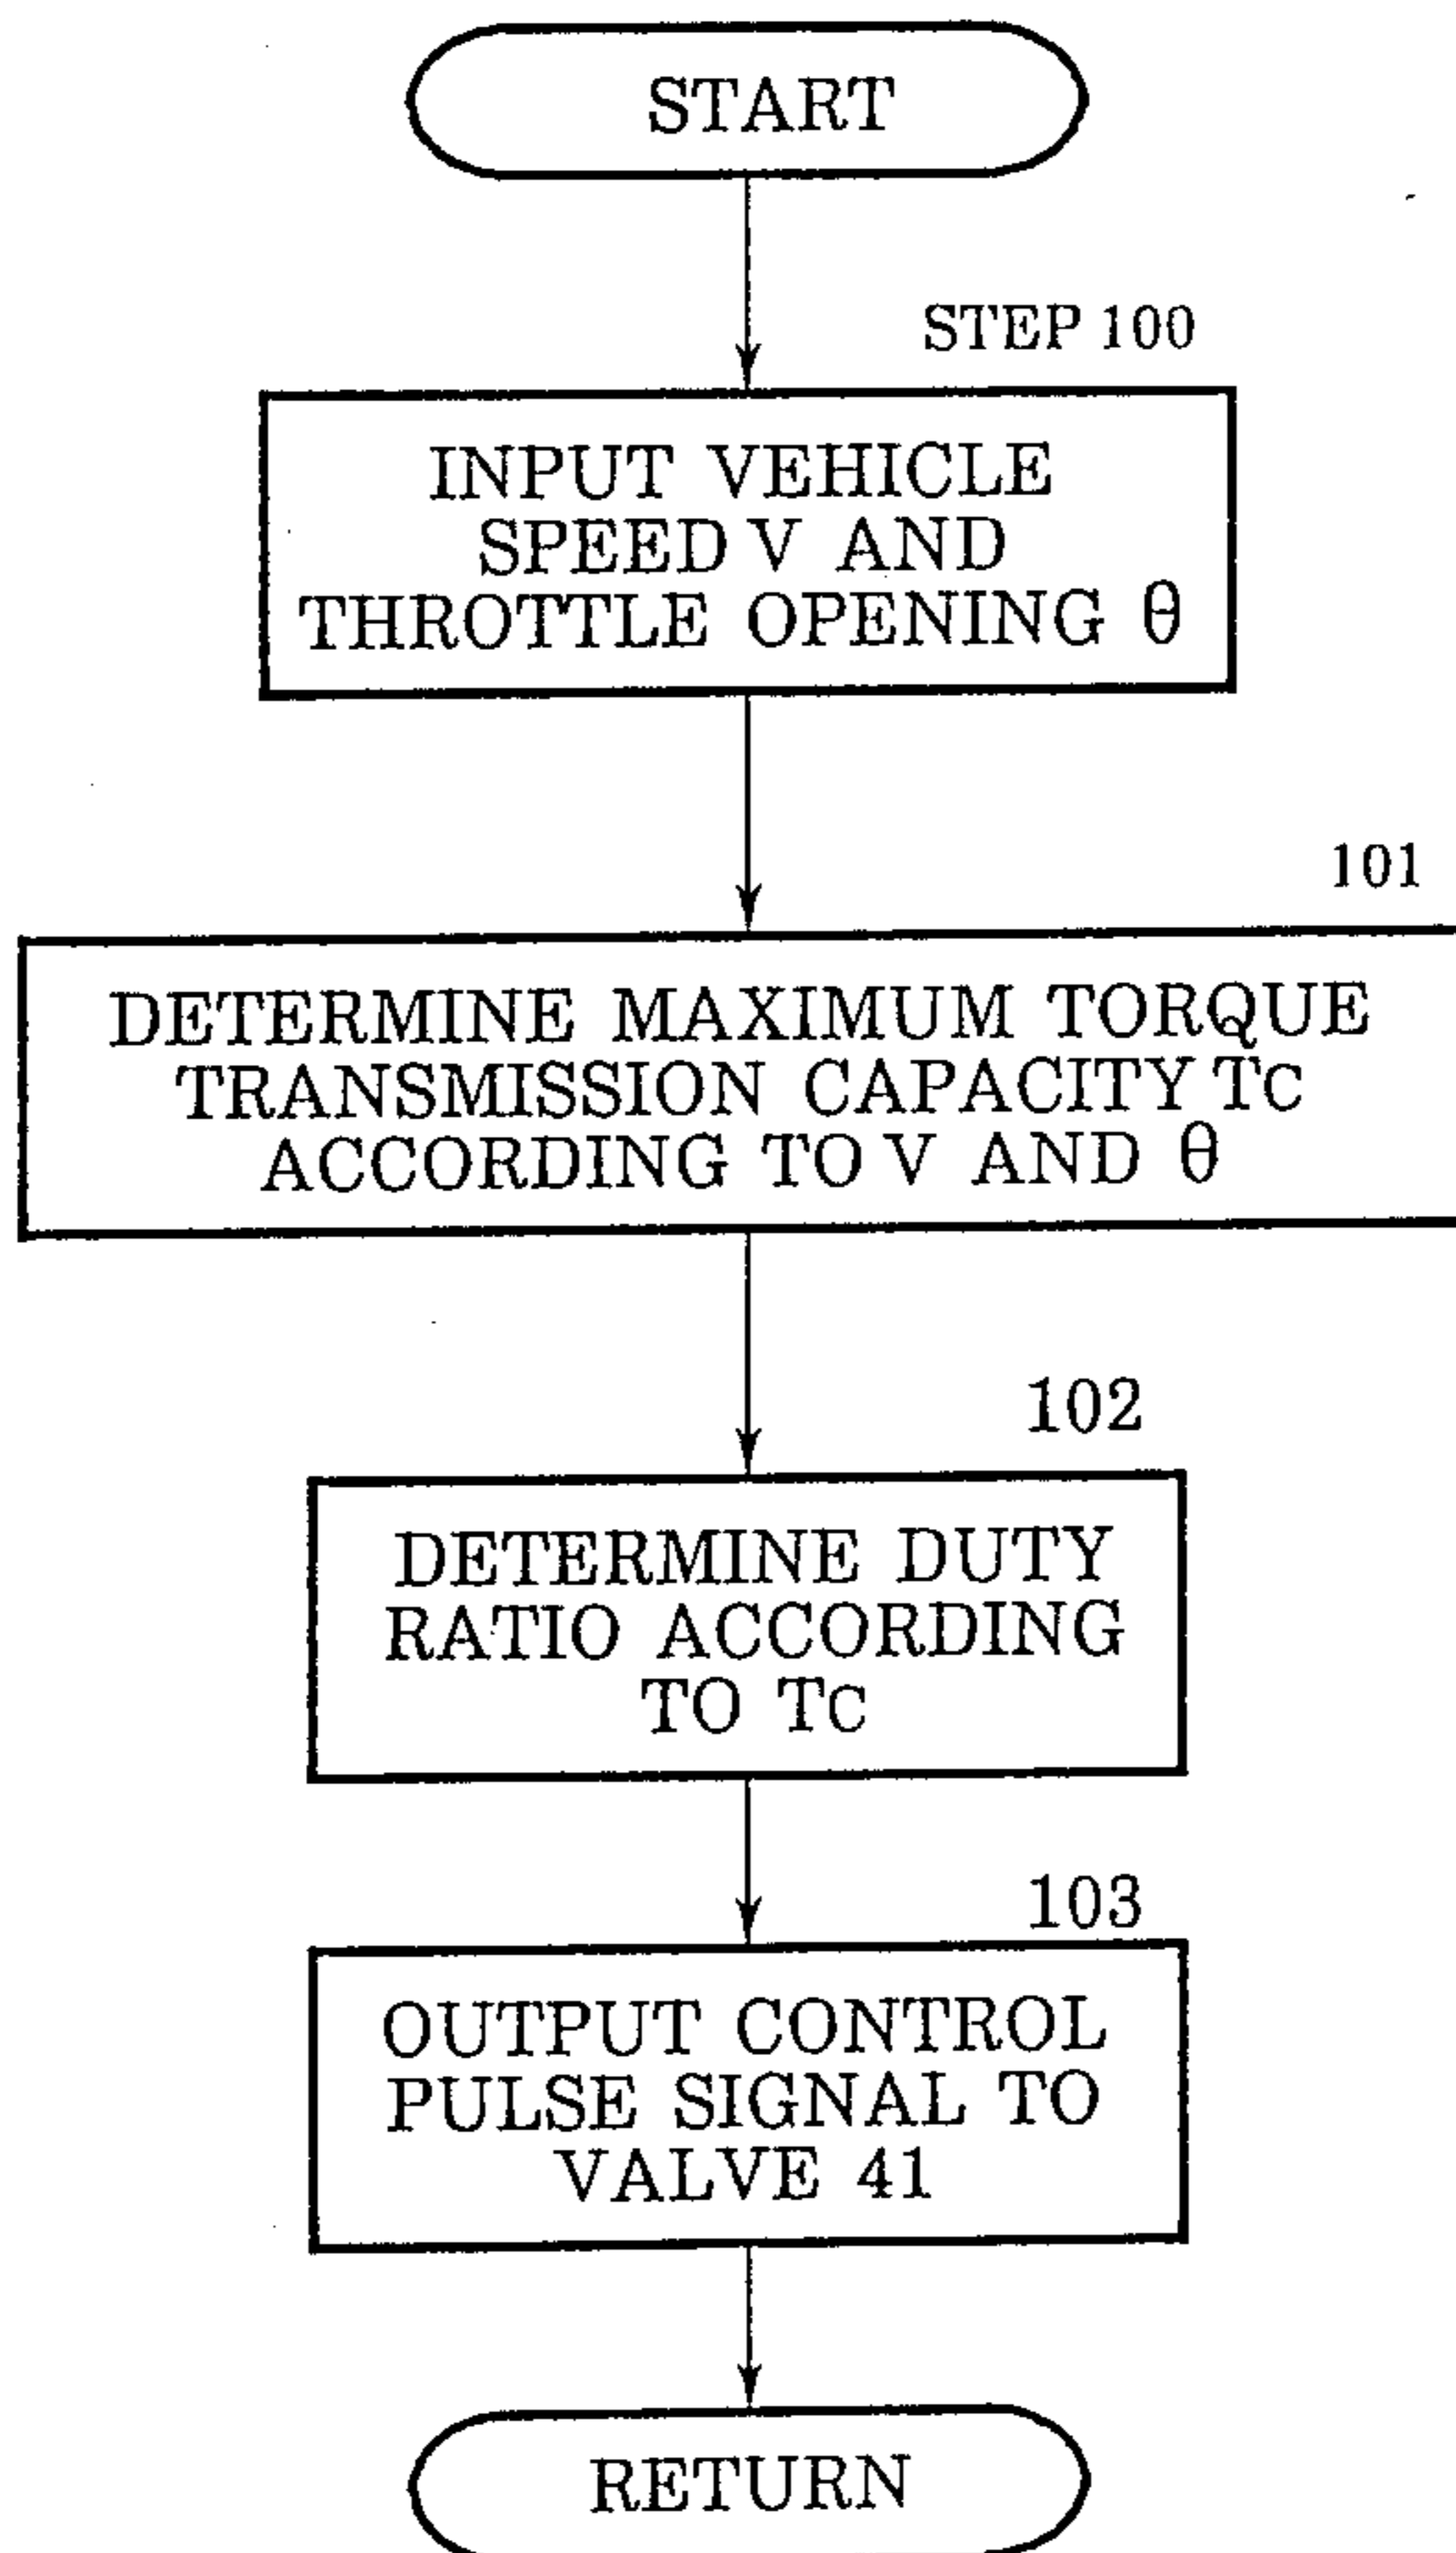 START
STEP 100
INPUT VEHICLE
SPEED V AND
THROTTLE OPENING θ
101
DETERMINE MAXIMUM TORQUE
TRANSMISSION CAPACITY TC
ACCORDING TO V AND θ
102
DETERMINE DUTY
RATIO ACCORDING
TO TC
103
OUTPUT CONTROL
PULSE SIGNAL TO
VALVE 41
RETURN